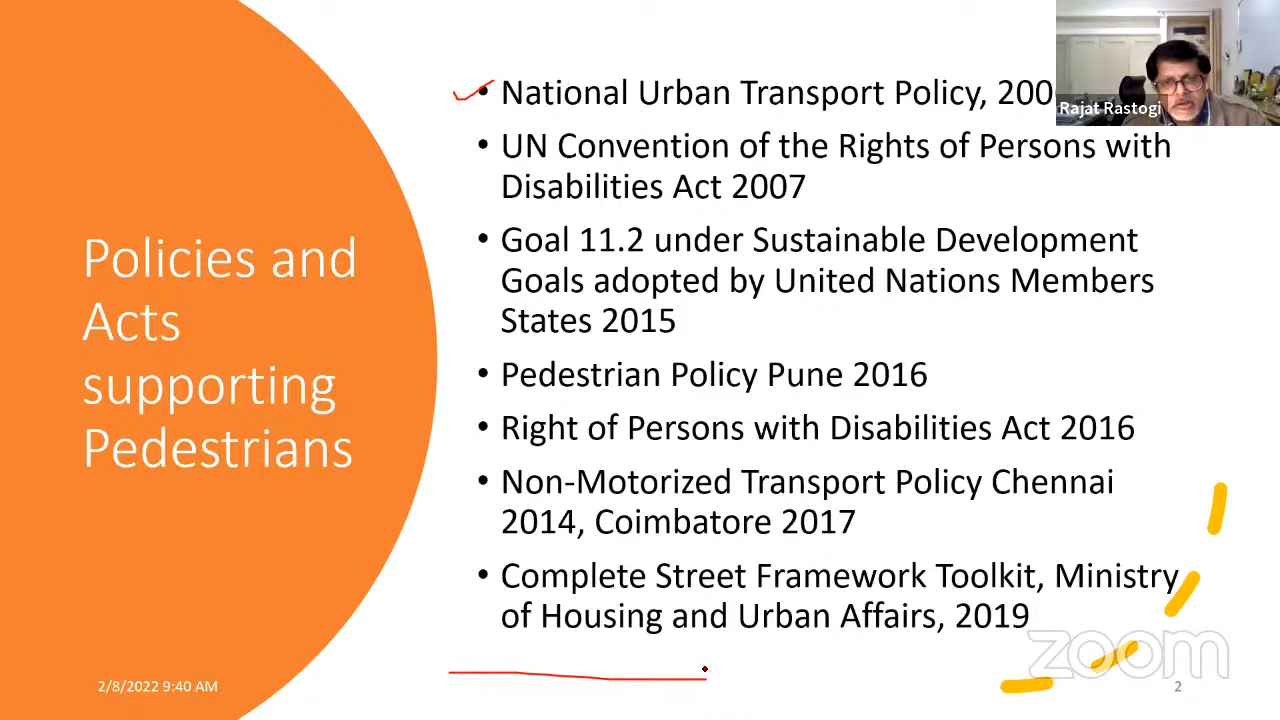 Policies and
Acts
supporting
Pedestrians
• National Urban Transport Policy, 200
Rajat Rastogi
• UN Convention of the Rights of Persons with
Disabilities Act 2007
• Goal 11.2 under Sustainable Development
Goals adopted by United Nations Members
States 2015
• Pedestrian Policy Pune 2016
• Right of Persons with Disabilities Act 2016
• Non-Motorized Transport Policy Chennai
2014, Coimbatore 2017
• Complete Street Framework Toolkit, Ministry
of Housing and Urban Affairs, 2019
zoom
2/8/2022 9:40 AM
2